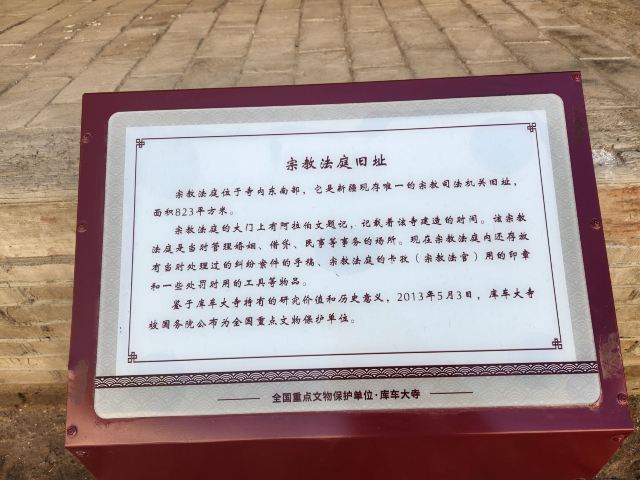 宗教法庭旧址
宗教法庭位于寺内东南部，它是新疆现存唯一的宗教司法机关旧址，
面积823平方米。
宗教法庭的大门上有阿拉伯文题记，记载着该寺建造的时间。该宗教
法庭是当时管理婚姻、借贷、民事等事务的场所。现在宗教法庭内还存放
有当时处理过的纠纷案件的手稿、宗教法庭的卡孜（宗教法官）用的印章
和一些处罚时用的工具等物品。
鉴于库车大寺特有的研究价值和历史意义，2013年5月3日，库车大寺
被国务院公布为全国重点文物保护单位。
全国重点文物保护单位·库车大寺